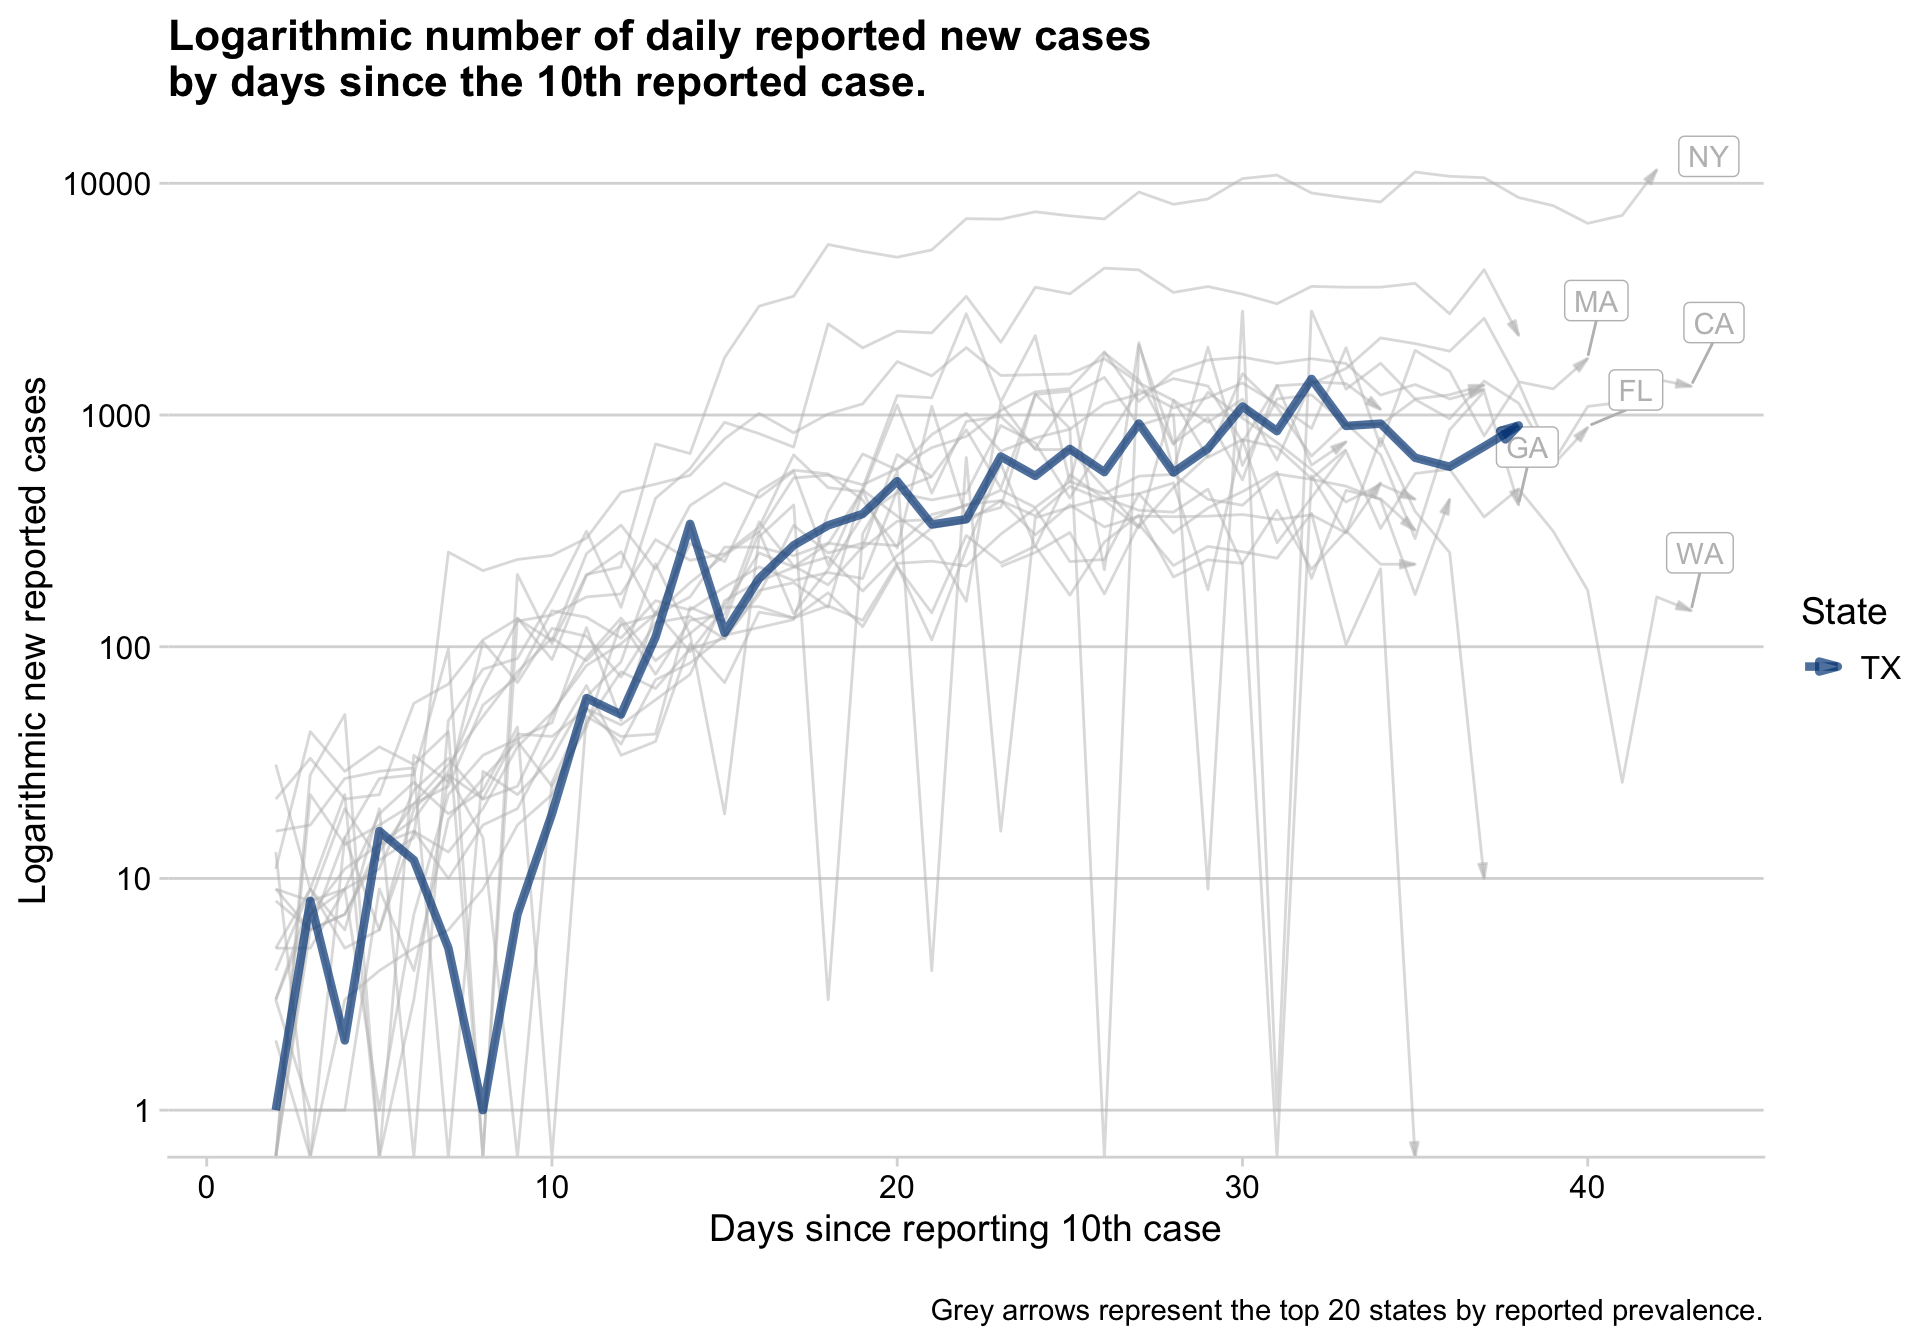 Logarithmic number of daily reported new cases
by days since the 10th reported case.
Logarithmic new reported cases
10000
1000
100
10
1
NY
MA
CA
FL
GA
WA
State
TX
0
10
20
30
40
Days since reporting 10th case
Grey arrows represent the top 20 states by reported prevalence.